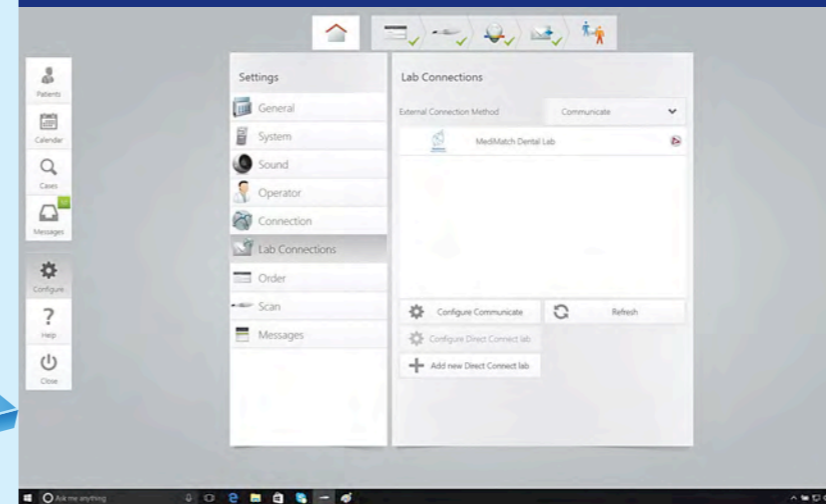 Patients
Calendar
Cases
Messages
Configure
Help
Close
Settings
General
System
Sound
Operator
Connection
Lab Connections
Order
Scan
Messages
Lab Connections
External Connection Method Communicate
MediMatch Dental Lab
Configure Communicate Refresh
Configure Direct Connect lab
Add new Direct Connect lab
Ask me anything